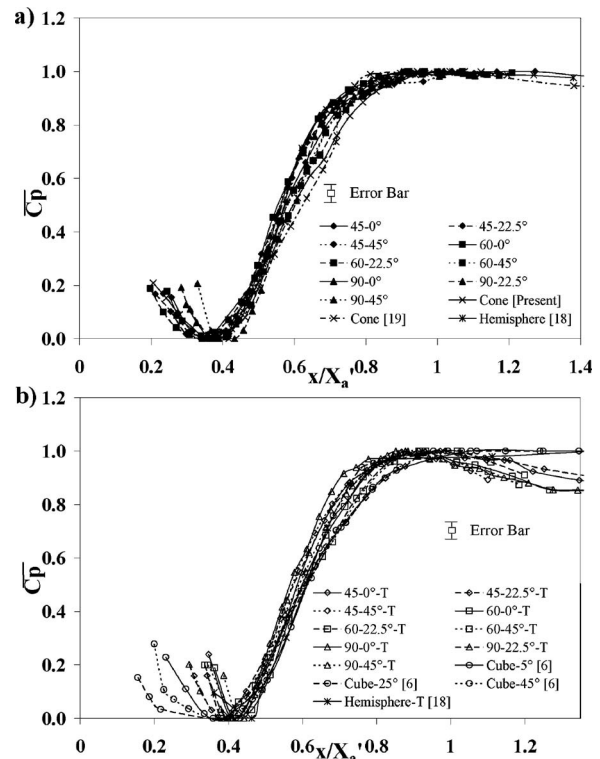 a)
1.2
1.0
0.8
0.6
0.4
0.2
0.0
Cp
Error Bar
45-0° 45-22.5°
45-45° 60-0°
60-22.5° 60-45°
90-0° 90-22.5°
90-45° Cone [Present]
Cone [19] Hemisphere [18]
0 0.2 0.4 0.6 0.8 1.0 1.2 1.4
x/Xa'
b)
1.2
1.0
0.8
0.6
0.4
0.2
0.0
Cp
Error Bar
45-0°-T 45-22.5°-T
45-45°-T 60-0°-T
60-22.5°-T 60-45°-T
90-0°-T 90-22.5°-T
90-45°-T Cube-5° [6]
Cube-25° [6] Cube-45° [6]
Hemisphere-T [18]
0 0.2 0.4 0.6 0.8 1 1.2
x/Xa'